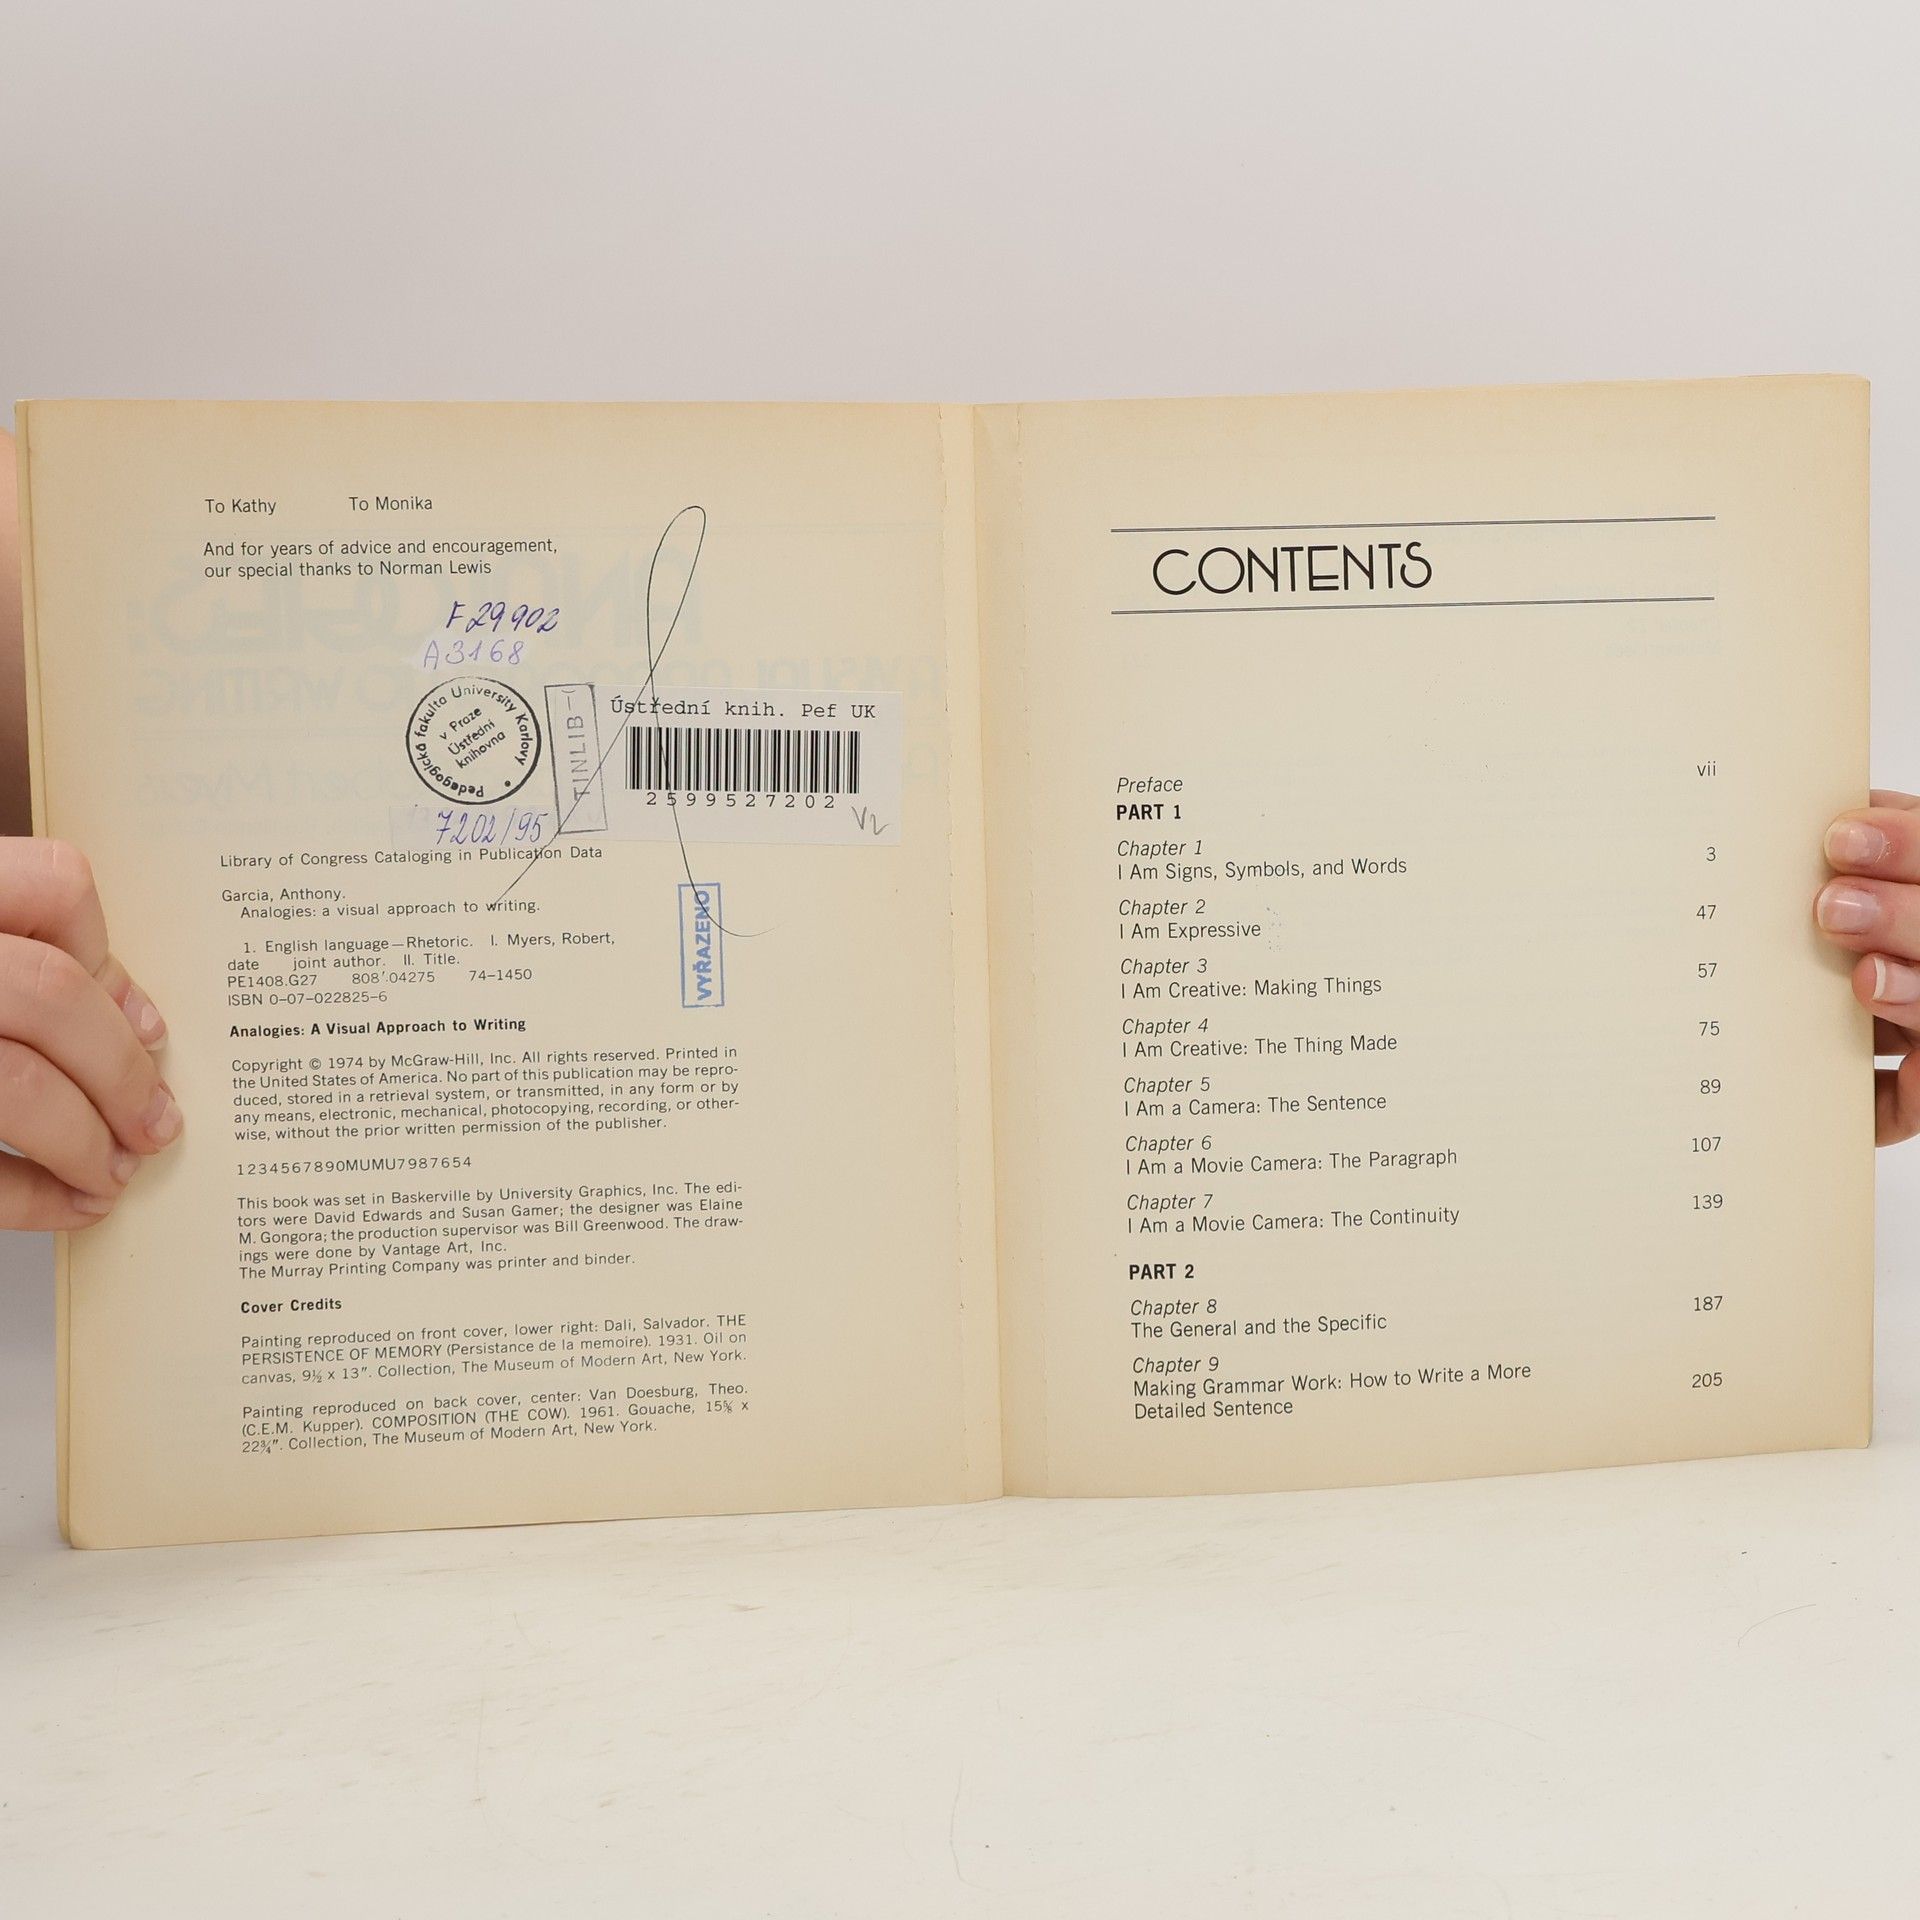 To Kathy To Monika
And for years of advice and encouragement,
our special thanks to Norman Lewis
F 29902
A 3168
Pedagogická fakulta University Karlovy
v Praze
Ústřední
knihovna
TINLIB
Ústřední knih. Pef UK
2599527202
V2
7202/95
Library of Congress Cataloging in Publication Data
Garcia, Anthony.
Analogies: a visual approach to writing.
1. English language—Rhetoric. I. Myers, Robert,
date joint author. II. Title.
PE1408.G27 808'.04275 74-1450
ISBN 0-07-022825-6
VYŘAZENO
Analogies: A Visual Approach to Writing
Copyright © 1974 by McGraw-Hill, Inc. All rights reserved. Printed in
the United States of America. No part of this publication may be repro-
duced, stored in a retrieval system, or transmitted, in any form or by
any means, electronic, mechanical, photocopying, recording, or other-
wise, without the prior written permission of the publisher.
1234567890MUMU7987654
This book was set in Baskerville by University Graphics, Inc. The edi-
tors were David Edwards and Susan Gamer; the designer was Elaine
M. Gongora; the production supervisor was Bill Greenwood. The draw-
ings were done by Vantage Art, Inc.
The Murray Printing Company was printer and binder.
Cover Credits
Painting reproduced on front cover, lower right: Dali, Salvador. THE
PERSISTENCE OF MEMORY (Persistance de la memoire). 1931. Oil on
canvas, 9½ x 13″. Collection, The Museum of Modern Art, New York.
Painting reproduced on back cover, center: Van Doesburg, Theo.
(C.E.M. Kupper). COMPOSITION (THE COW). 1961. Gouache, 15⅝ x
22¾″. Collection, The Museum of Modern Art, New York.
CONTENTS
Preface vii
PART 1
Chapter 1
I Am Signs, Symbols, and Words 3
Chapter 2
I Am Expressive 47
Chapter 3
I Am Creative: Making Things 57
Chapter 4
I Am Creative: The Thing Made 75
Chapter 5
I Am a Camera: The Sentence 89
Chapter 6
I Am a Movie Camera: The Paragraph 107
Chapter 7
I Am a Movie Camera: The Continuity 139
PART 2
Chapter 8
The General and the Specific 187
Chapter 9
Making Grammar Work: How to Write a More
Detailed Sentence 205